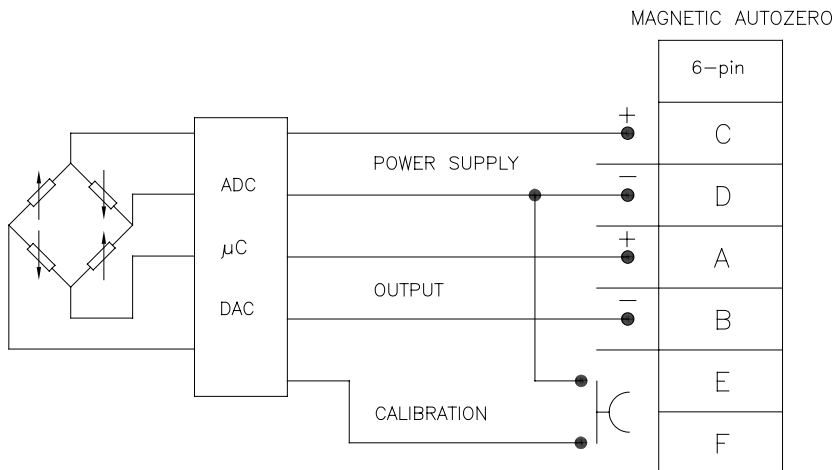 MAGNETIC AUTOZERO
6-pin
+
C
POWER SUPPLY
ADC
−
D
+
μC
A
OUTPUT
−
DAC
B
E
CALIBRATION
F